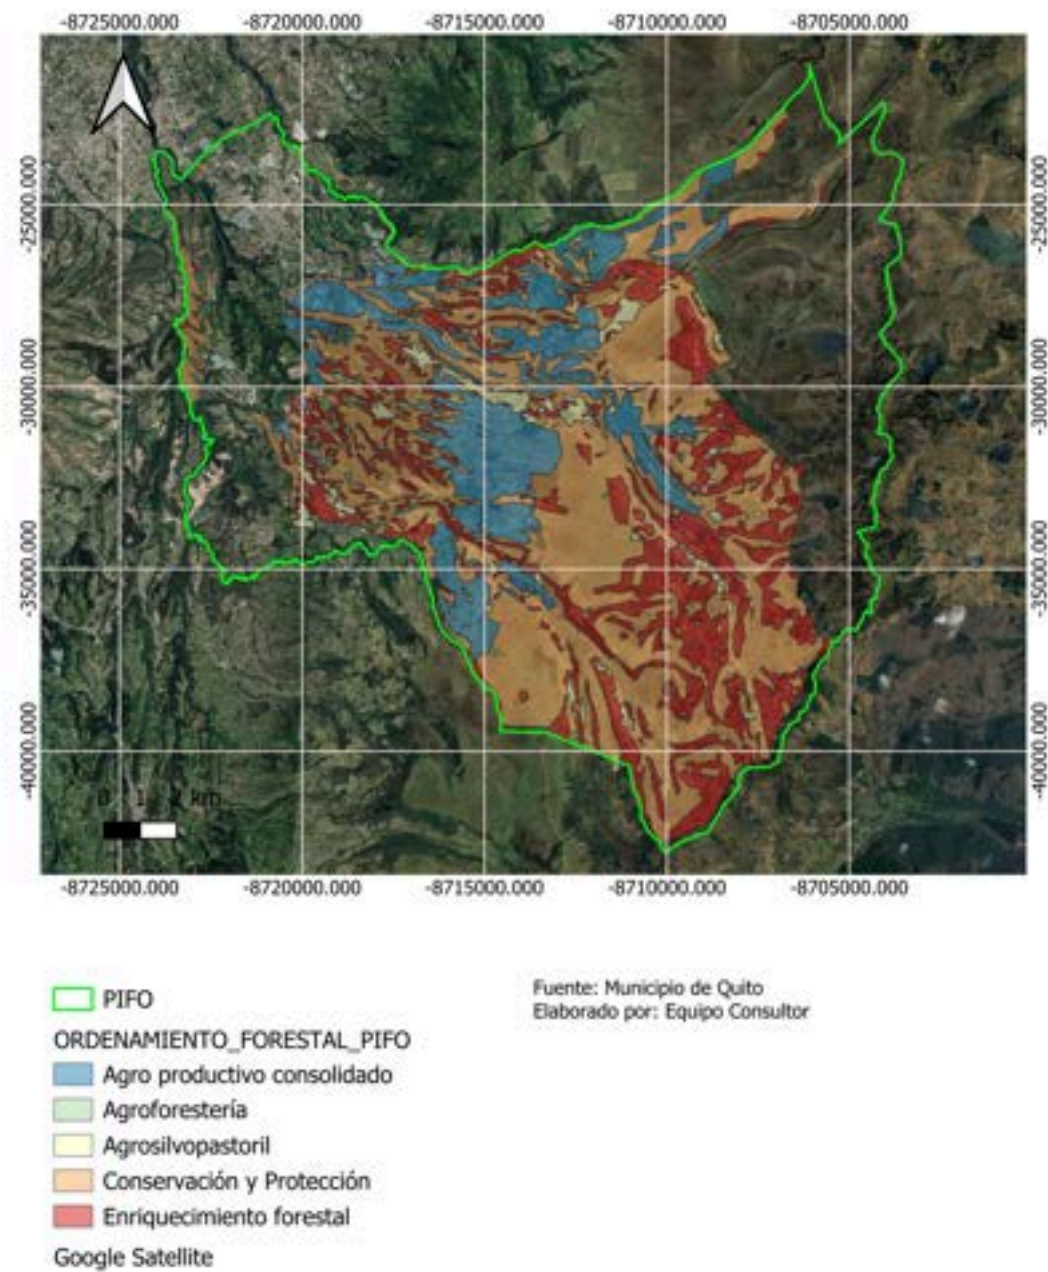 -8725000.000 -8720000.000 -8715000.000 -8710000.000 -8705000.000
-25000.000 -25000.000
-30000.000 -30000.000
-35000.000 -35000.000
-40000.000 -40000.000
0 1 2 km
-8725000.000 -8720000.000 -8715000.000 -8710000.000 -8705000.000
PIFO
ORDENAMIENTO_FORESTAL_PIFO
Agro productivo consolidado
Agroforestería
Agrosilvopastoril
Conservación y Protección
Enriquecimiento forestal
Google Satellite
Fuente: Municipio de Quito
Elaborado por: Equipo Consultor